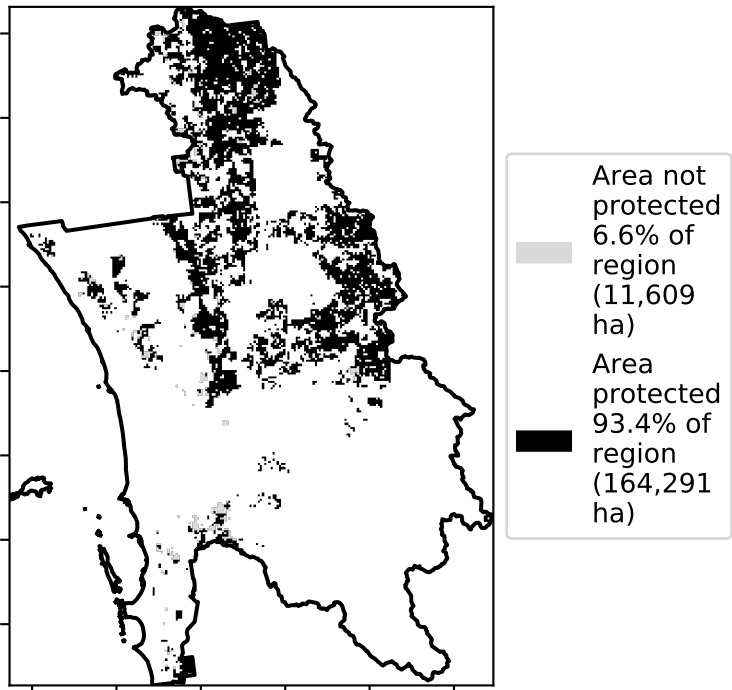 Area not
protected
6.6% of
region
(11,609
ha)
Area
protected
93.4% of
region
(164,291
ha)